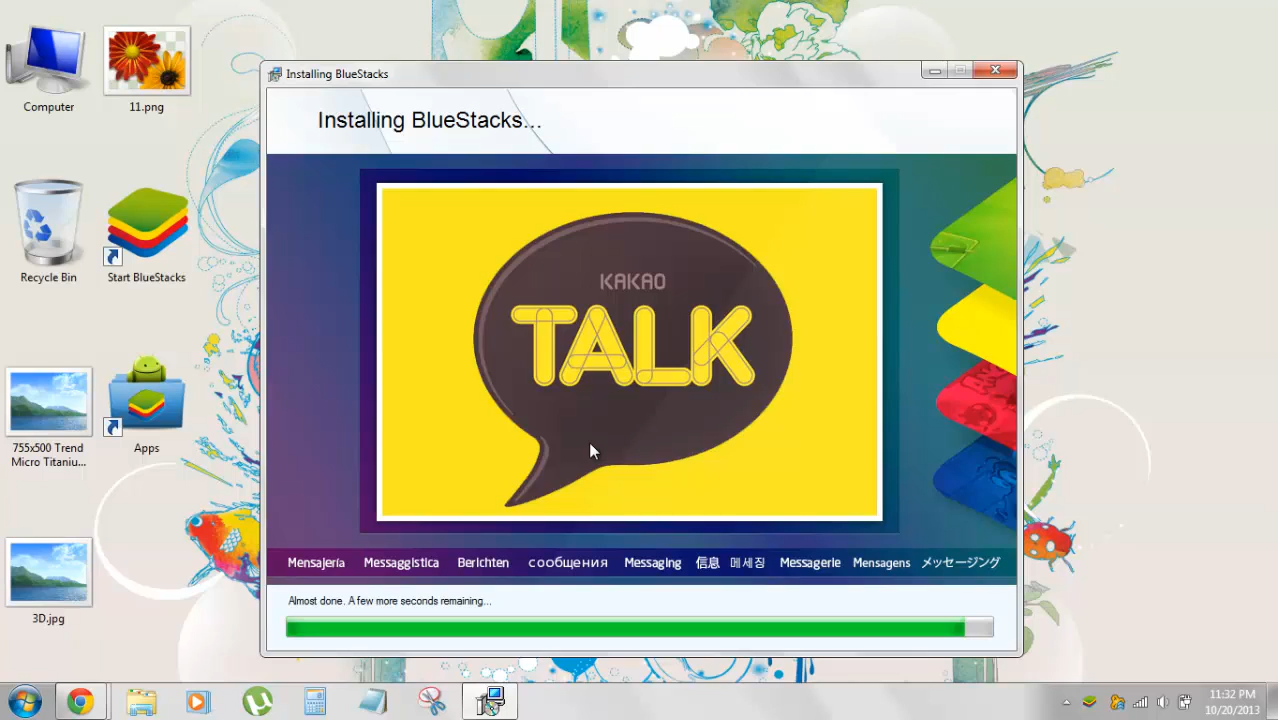 Installing BlueStacks
Computer
11.png
Installing BlueStacks...
Recycle Bin
Start BlueStacks
KAKAO
TALK
755x500 Trend
Micro Titaniu...
Apps
Mensajería Messaggistica Berichten сообщения Messaging 信息 메세징 Messagerie Mensagens メッセージング
Almost done. A few more seconds remaining...
3D.jpg
11:32 PM
10/20/2013